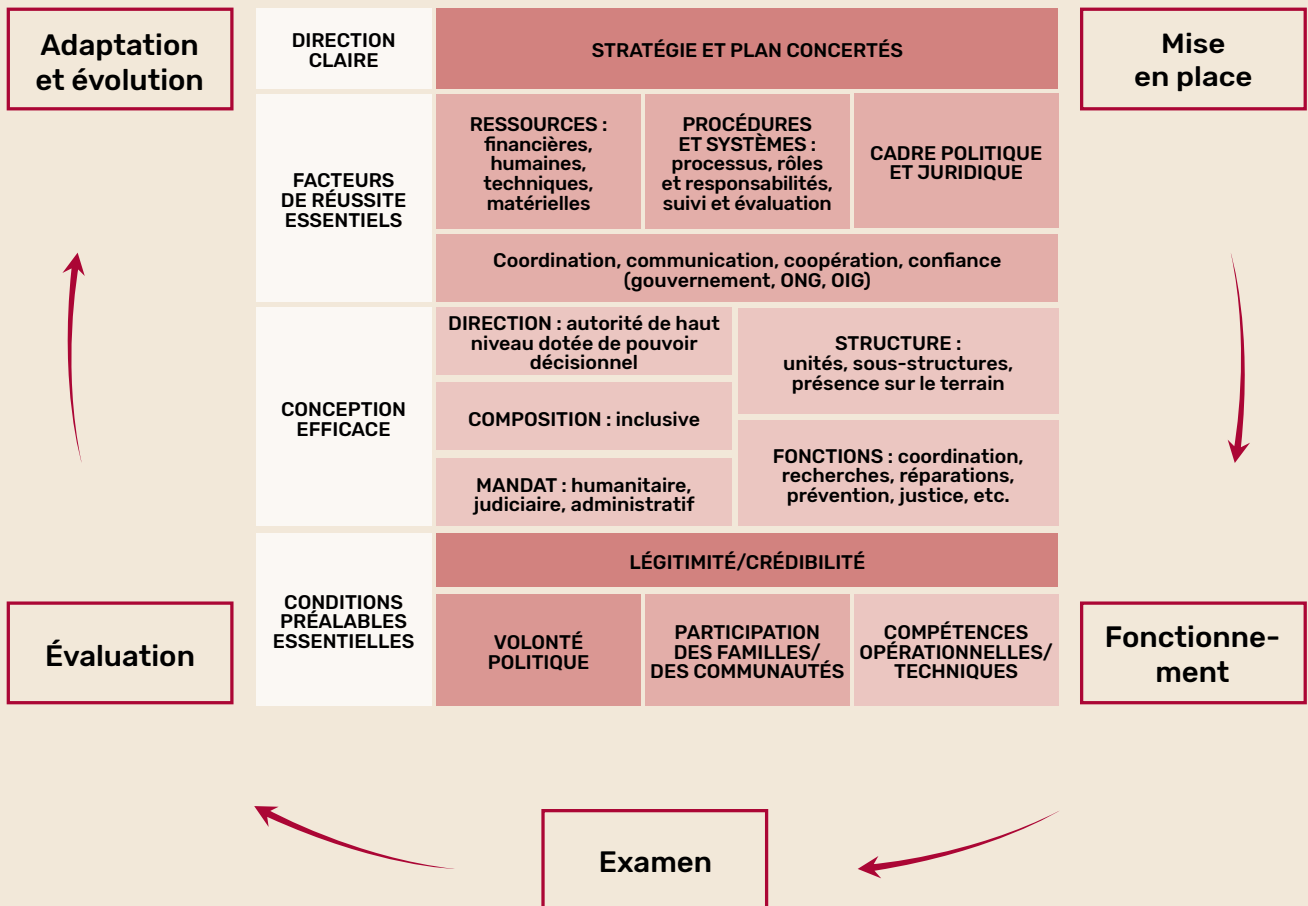 Adaptation
et évolution
DIRECTION
CLAIRE
STRATÉGIE ET PLAN CONCERTÉS
Mise
en place
FACTEURS
DE RÉUSSITE
ESSENTIELS
RESSOURCES :
financières,
humaines,
techniques,
matérielles
PROCÉDURES
ET SYSTÈMES :
processus, rôles
et responsabilités,
suivi et évaluation
CADRE POLITIQUE
ET JURIDIQUE
Coordination, communication, coopération, confiance
(gouvernement, ONG, OIG)
CONCEPTION
EFFICACE
DIRECTION : autorité de haut
niveau dotée de pouvoir
décisionnel
COMPOSITION : inclusive
MANDAT : humanitaire,
judiciaire, administratif
STRUCTURE :
unités, sous-structures,
présence sur le terrain
FONCTIONS : coordination,
recherches, réparations,
prévention, justice, etc.
CONDITIONS
PRÉALABLES
ESSENTIELLES
LÉGITIMITÉ/CRÉDIBILITÉ
VOLONTÉ
POLITIQUE
PARTICIPATION
DES FAMILLES/
DES COMMUNAUTÉS
COMPÉTENCES
OPÉRATIONNELLES/
TECHNIQUES
Évaluation
Fonctionne-
ment
Examen